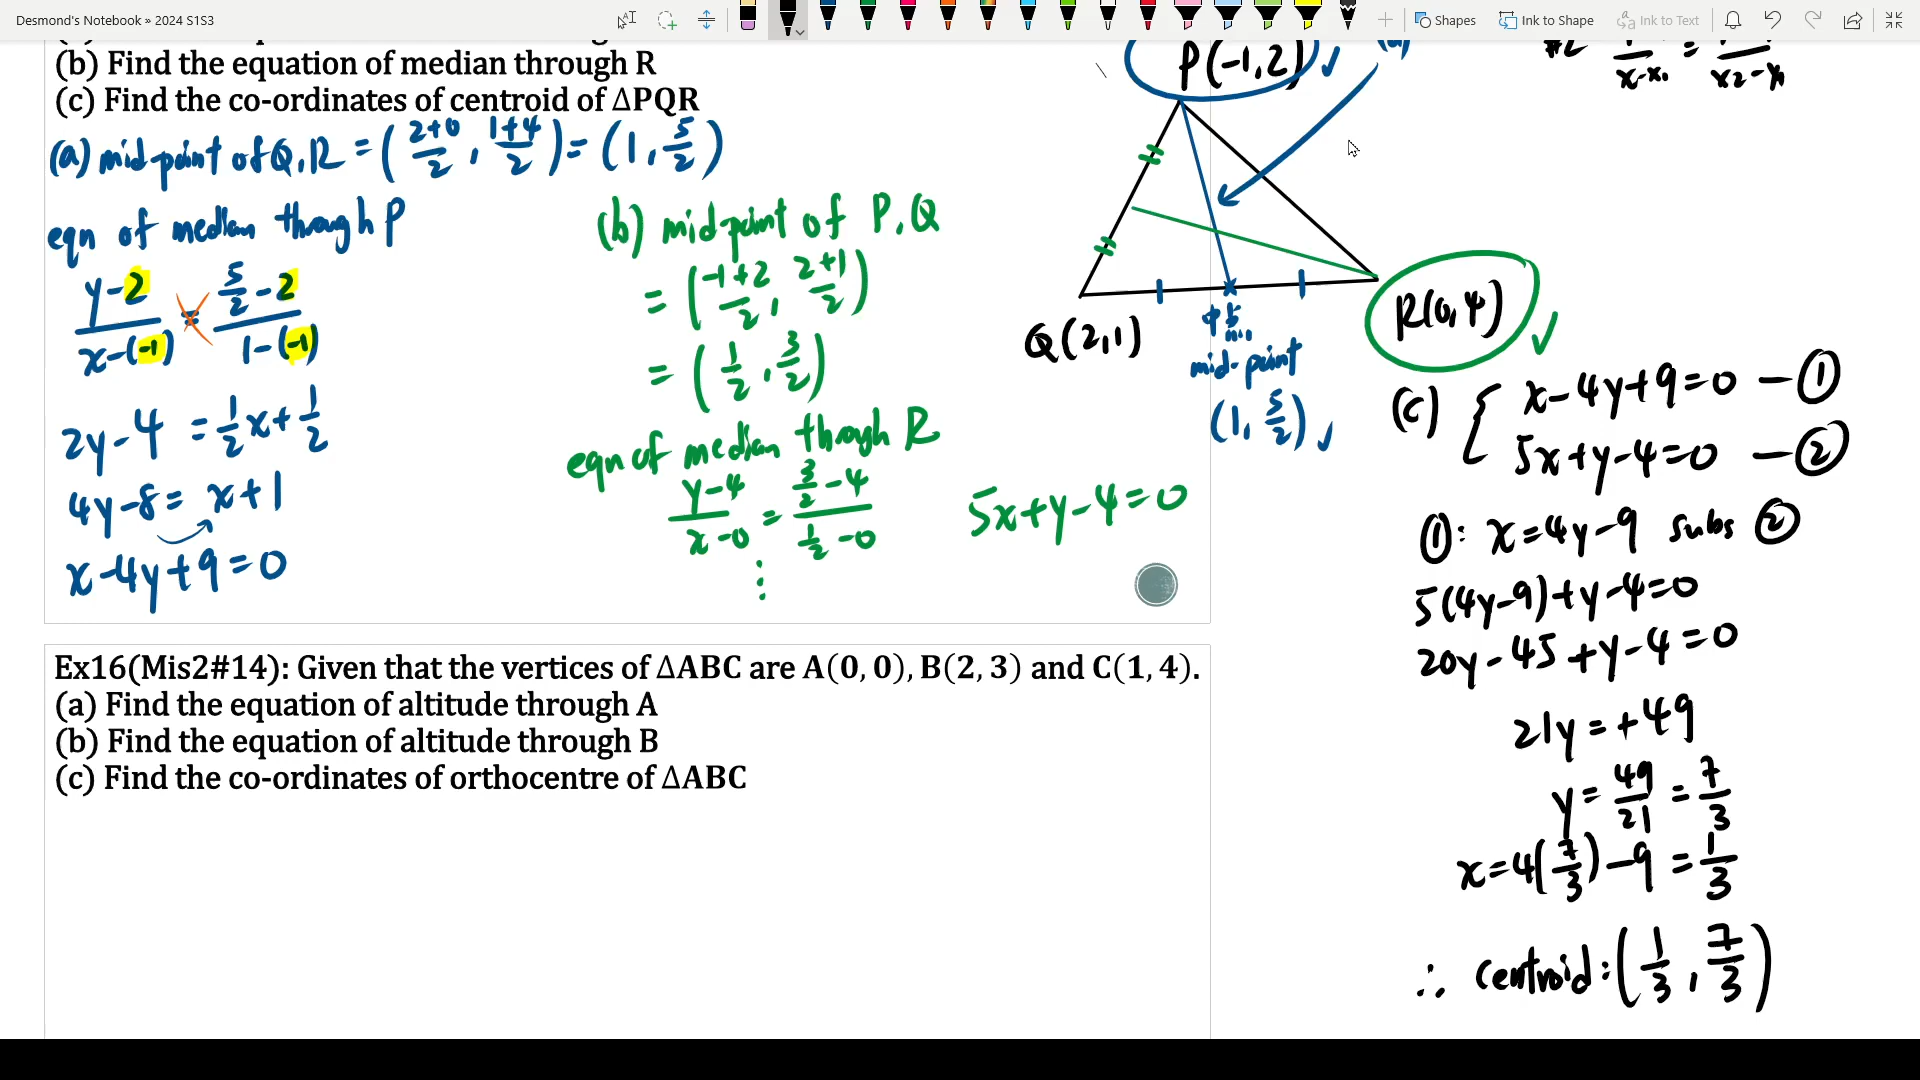 Desmond's Notebook » 2024 S1S3
Shapes
Ink to Shape
Ink to Text
(b) Find the equation of median through R
(c) Find the co-ordinates of centroid of ΔPQR
(a) mid-point of Q,R = (2+0/2, 1+4/2) = (1, 5/2)
eqn of median through P
y-2/x-(-1) = 5/2-2/1-(-1)
2y-4 = 1/2x+1/2
4y-8 = x+1
x-4y+9=0
(b) mid-point of P,Q
= (-1+2/2, 2+1/2)
= (1/2, 3/2)
eqn of median through R
y-4/x-0 = 3/2-4/1/2-0
⋮
5x+y-4=0
P(-1,2) ✓
Q(2,1)
R(0,4) ✓
mid-point
(1, 5/2) ✓
(c) { x-4y+9=0 —①
5x+y-4=0 —②
①: x=4y-9 subs ②
5(4y-9)+y-4=0
20y-45+y-4=0
21y=+49
y=49/21=7/3
x=4(7/3)-9=1/3
∴ centroid:(1/3, 7/3)
Ex16(Mis2#14): Given that the vertices of ΔABC are A(0, 0), B(2, 3) and C(1, 4).
(a) Find the equation of altitude through A
(b) Find the equation of altitude through B
(c) Find the co-ordinates of orthocentre of ΔABC